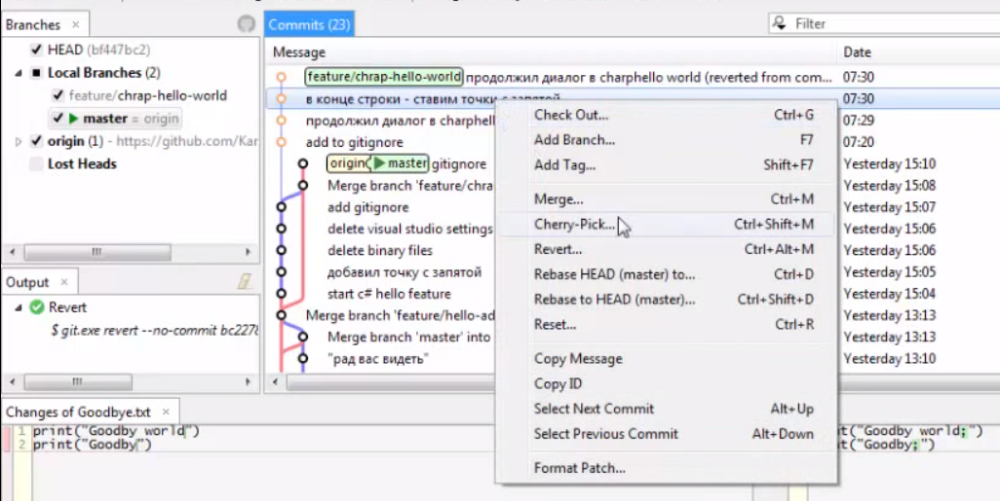 Branches ×
HEAD (bf447bc2)
Local Branches (2)
feature/chrap-hello-world
master = origin
origin (1) - https://github.com/Kar
Lost Heads
Output ×
Revert
$ git.exe revert --no-commit bc2278
Commits (23)
Filter
Message Date
feature/chrap-hello-world продолжил диалог в charphello world (reverted from com... 07:30
в конце строки - ставим точки с запятой 07:30
продолжил диалог в charphell 07:29
add to gitignore 07:20
origin master gitignore Yesterday 15:10
Merge branch 'feature/chra Yesterday 15:08
add gitignore Yesterday 15:07
delete visual studio settings Yesterday 15:06
delete binary files Yesterday 15:06
добавил точку с запятой Yesterday 15:05
start c# hello feature Yesterday 15:04
Merge branch 'feature/hello-ad Yesterday 13:13
Merge branch 'master' into Yesterday 13:13
"рад вас видеть" Yesterday 13:10
Check Out... Ctrl+G
Add Branch... F7
Add Tag... Shift+F7
Merge... Ctrl+M
Cherry-Pick... Ctrl+Shift+M
Revert... Ctrl+Alt+M
Rebase HEAD (master) to... Ctrl+D
Rebase to HEAD (master)... Ctrl+Shift+D
Reset... Ctrl+R
Copy Message
Copy ID
Select Next Commit Alt+Up
Select Previous Commit Alt+Down
Format Patch...
Changes of Goodbye.txt ×
1 print("Goodby world")
2 print("Goodby")
t("Goodby world;")
t("Goodby;")